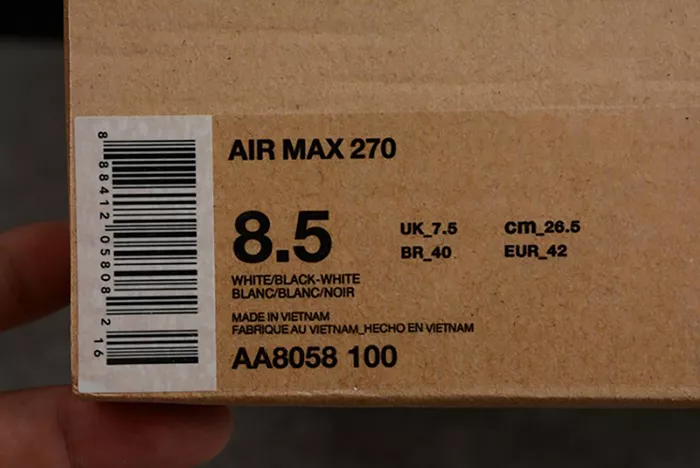 AIR MAX 270
8.5
UK_7.5 cm_26.5
BR_40 EUR_42
WHITE/BLACK-WHITE
BLANC/BLANC/NOIR
MADE IN VIETNAM
FABRIQUE AU VIETNAM_HECHO EN VIETNAM
AA8058 100
8 88412 05808 2 16